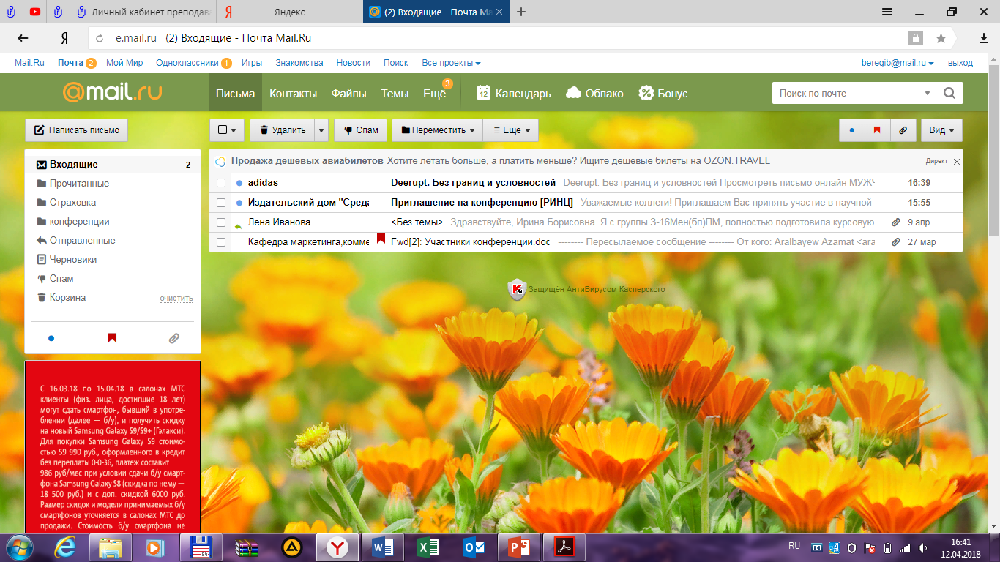 Личный кабинет преподав
Яндекс
(2) Входящие - Почта Ма
e.mail.ru (2) Входящие - Почта Mail.Ru
Mail.Ru Почта 2 Мой Мир Одноклассники 1 Игры Знакомства Новости Поиск Все проекты beregib@mail.ru выход
@mail.ru Письма Контакты Файлы Темы Ещё 3 12 Календарь Облако Бонус Поиск по почте
Написать письмо Удалить Спам Переместить Ещё Вид
Входящие 2
Прочитанные
Страховка
конференции
Отправленные
Черновики
Спам
Корзина очистить
Продажа дешевых авиабилетов Хотите летать больше, а платить меньше? Ищите дешевые билеты на OZON.TRAVEL Директ
adidas Deerupt. Без границ и условностей Deerupt. Без границ и условностей Просмотреть письмо онлайн МУЖЧ 16:39
Издательский дом "Среда Приглашение на конференцию [РИНЦ] Уважаемые коллеги! Приглашаем Вас принять участие в научной 15:55
Лена Иванова <Без темы> Здравствуйте, Ирина Борисовна. Я с группы З-16Мен(бп)ПМ, полностью подготовила курсовую 9 апр
Кафедра маркетинга,комме Fwd[2]: Участники конференции.doc -------- Пересылаемое сообщение -------- От кого: Aralbayew Azamat <ara 27 мар
Защищён АнтиВирусом Касперского
С 16.03.18 по 15.04.18 в салонах МТС
клиенты (физ. лица, достигшие 18 лет)
могут сдать смартфон, бывший в употре-
блении (далее — б/у), и получить скидку
на новый Samsung Galaxy S9/S9+ (Гэлакси).
Для покупки Samsung Galaxy S9 стоимо-
стью 59 990 руб., оформленного в кредит
без переплаты 0-0-36, платеж составит
986 руб/мес при условии сдачи б/у смарт-
фона Samsung Galaxy S8 (скидка по нему —
18 500 руб.) и с доп. скидкой 6000 руб.
Размер скидок и модели принимаемых б/у
смартфонов уточняется в салонах МТС до
продажи. Стоимость б/у смартфона не
RU
16:41
12.04.2018